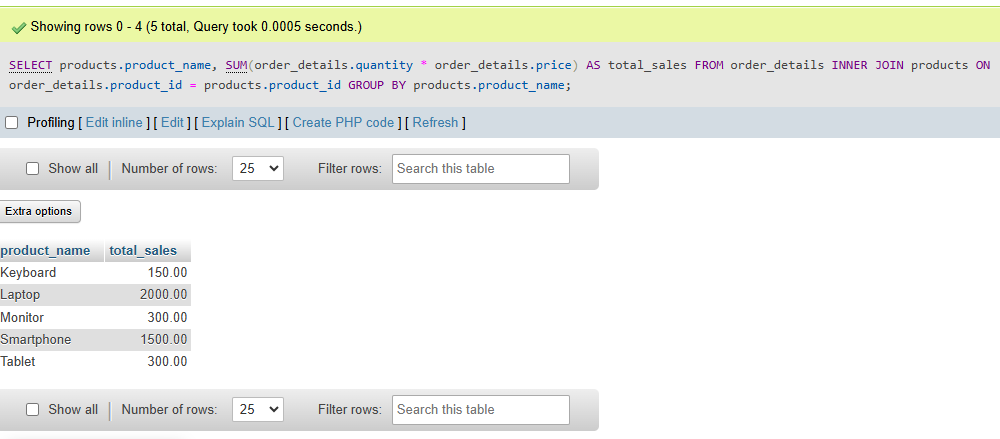 Showing rows 0 - 4 (5 total, Query took 0.0005 seconds.)
SELECT products.product_name, SUM(order_details.quantity * order_details.price) AS total_sales FROM order_details INNER JOIN products ON
order_details.product_id = products.product_id GROUP BY products.product_name;
Profiling [ Edit inline ] [ Edit ] [ Explain SQL ] [ Create PHP code ] [ Refresh ]
Show all Number of rows: 25 Filter rows: Search this table
Extra options
product_name total_sales
Keyboard 150.00
Laptop 2000.00
Monitor 300.00
Smartphone 1500.00
Tablet 300.00
Show all Number of rows: 25 Filter rows: Search this table